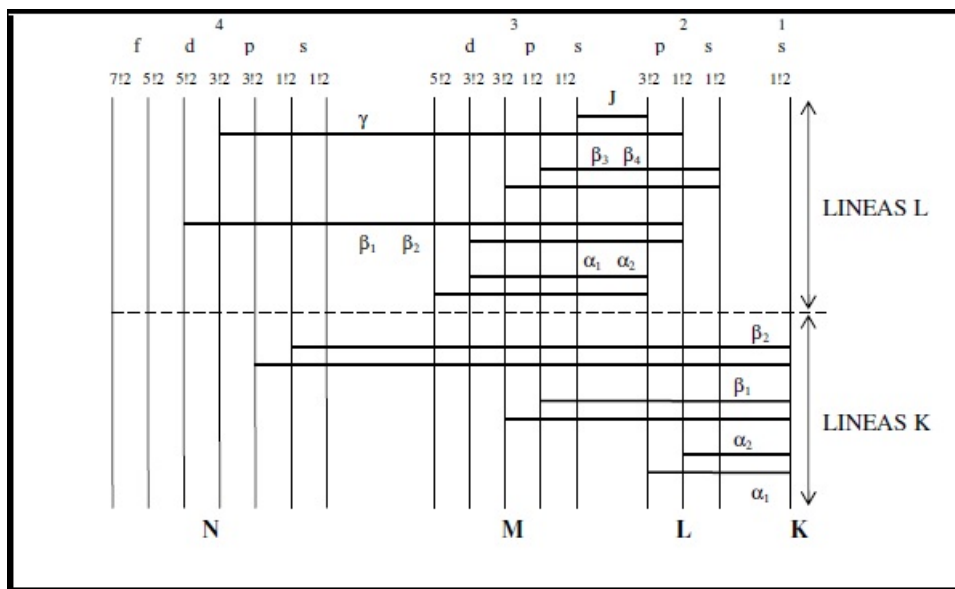 4 3 2 1
f d p s d p s p s s
7!2 5!2 5!2 3!2 3!2 1!2 1!2 5!2 3!2 3!2 1!2 1!2 3!2 1!2 1!2 1!2
J
γ
β₃ β₄
LINEAS L
β₁ β₂
α₁ α₂
β₂
β₁
LINEAS K
α₂
α₁
N M L K